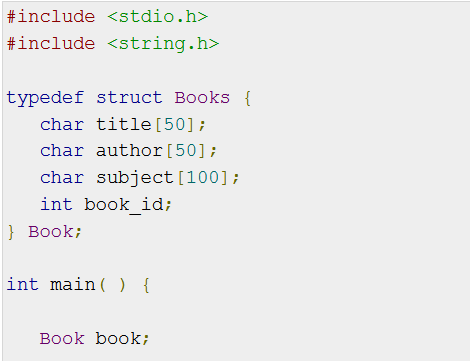 #include <stdio.h>
#include <string.h>

typedef struct Books {
   char title[50];
   char author[50];
   char subject[100];
   int book_id;
} Book;

int main( ) {

   Book book;